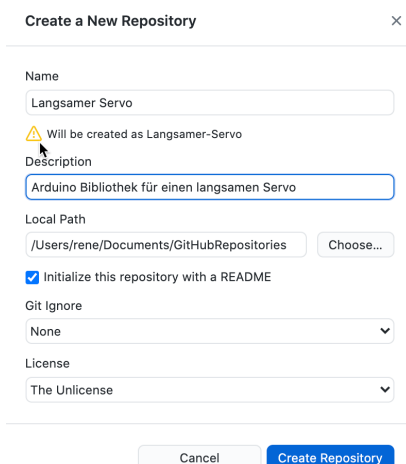 Create a New Repository
Name
Langsamer Servo
Will be created as Langsamer-Servo
Description
Arduino Bibliothek für einen langsamen Servo
Local Path
/Users/rene/Documents/GitHubRepositories Choose...
Initialize this repository with a README
Git Ignore
None
License
The Unlicense
Cancel Create Repository